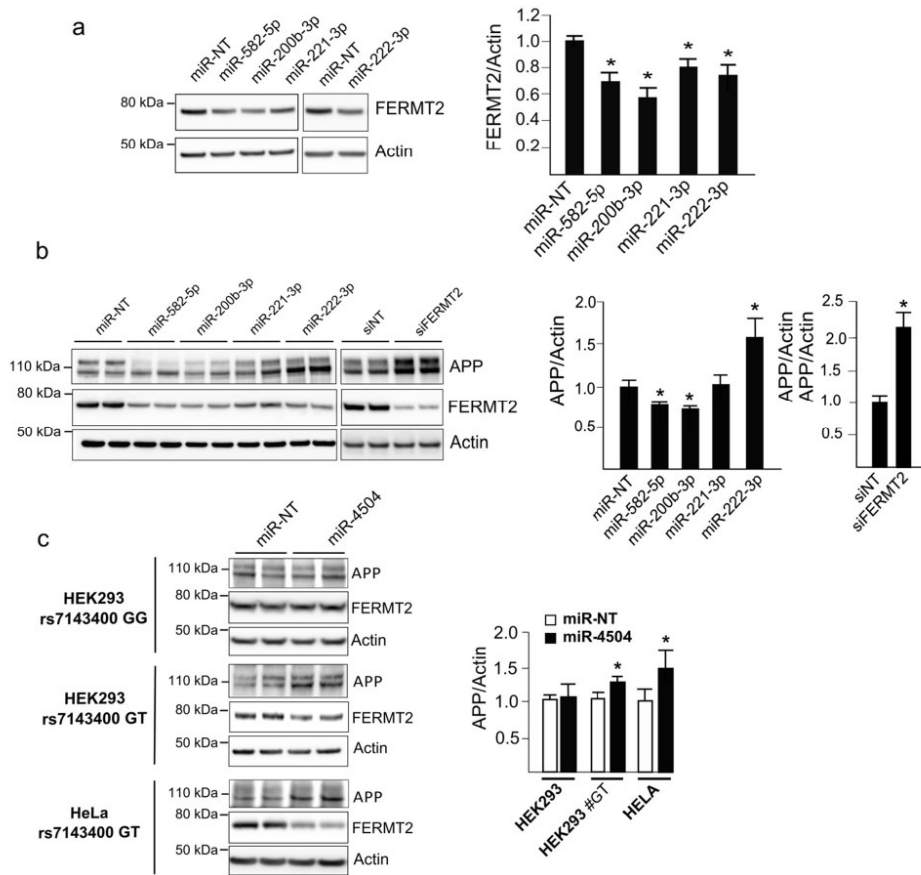 a
miR-NT
miR-582-5p
miR-200b-3p
miR-221-3p
miR-NT
miR-222-3p
80 kDa
FERMT2
50 kDa
Actin
FERMT2/Actin
1.2
1.0
0.8
0.6
0.4
0.2
* * * *
miR-NT
miR-582-5p
miR-200b-3p
miR-221-3p
miR-222-3p
b
miR-NT
miR-582-5p
miR-200b-3p
miR-221-3p
miR-222-3p
siNT
siFERMT2
110 kDa
APP
80 kDa
FERMT2
50 kDa
Actin
APP/Actin
2.0
1.5
1.0
0.5
* * *
miR-NT
miR-582-5p
miR-200b-3p
miR-221-3p
miR-222-3p
APP/Actin
APP/Actin
2.5
2.0
1.5
1.0
*
siNT
siFERMT2
c
miR-NT
miR-4504
HEK293
rs7143400 GG
110 kDa
APP
80 kDa
FERMT2
50 kDa
Actin
HEK293
rs7143400 GT
110 kDa
APP
80 kDa
FERMT2
50 kDa
Actin
HeLa
rs7143400 GT
110 kDa
APP
80 kDa
FERMT2
50 kDa
Actin
miR-NT
miR-4504
APP/Actin
2.0
1.5
1.0
0.5
* *
HEK293
HEK293 #GT
HELA